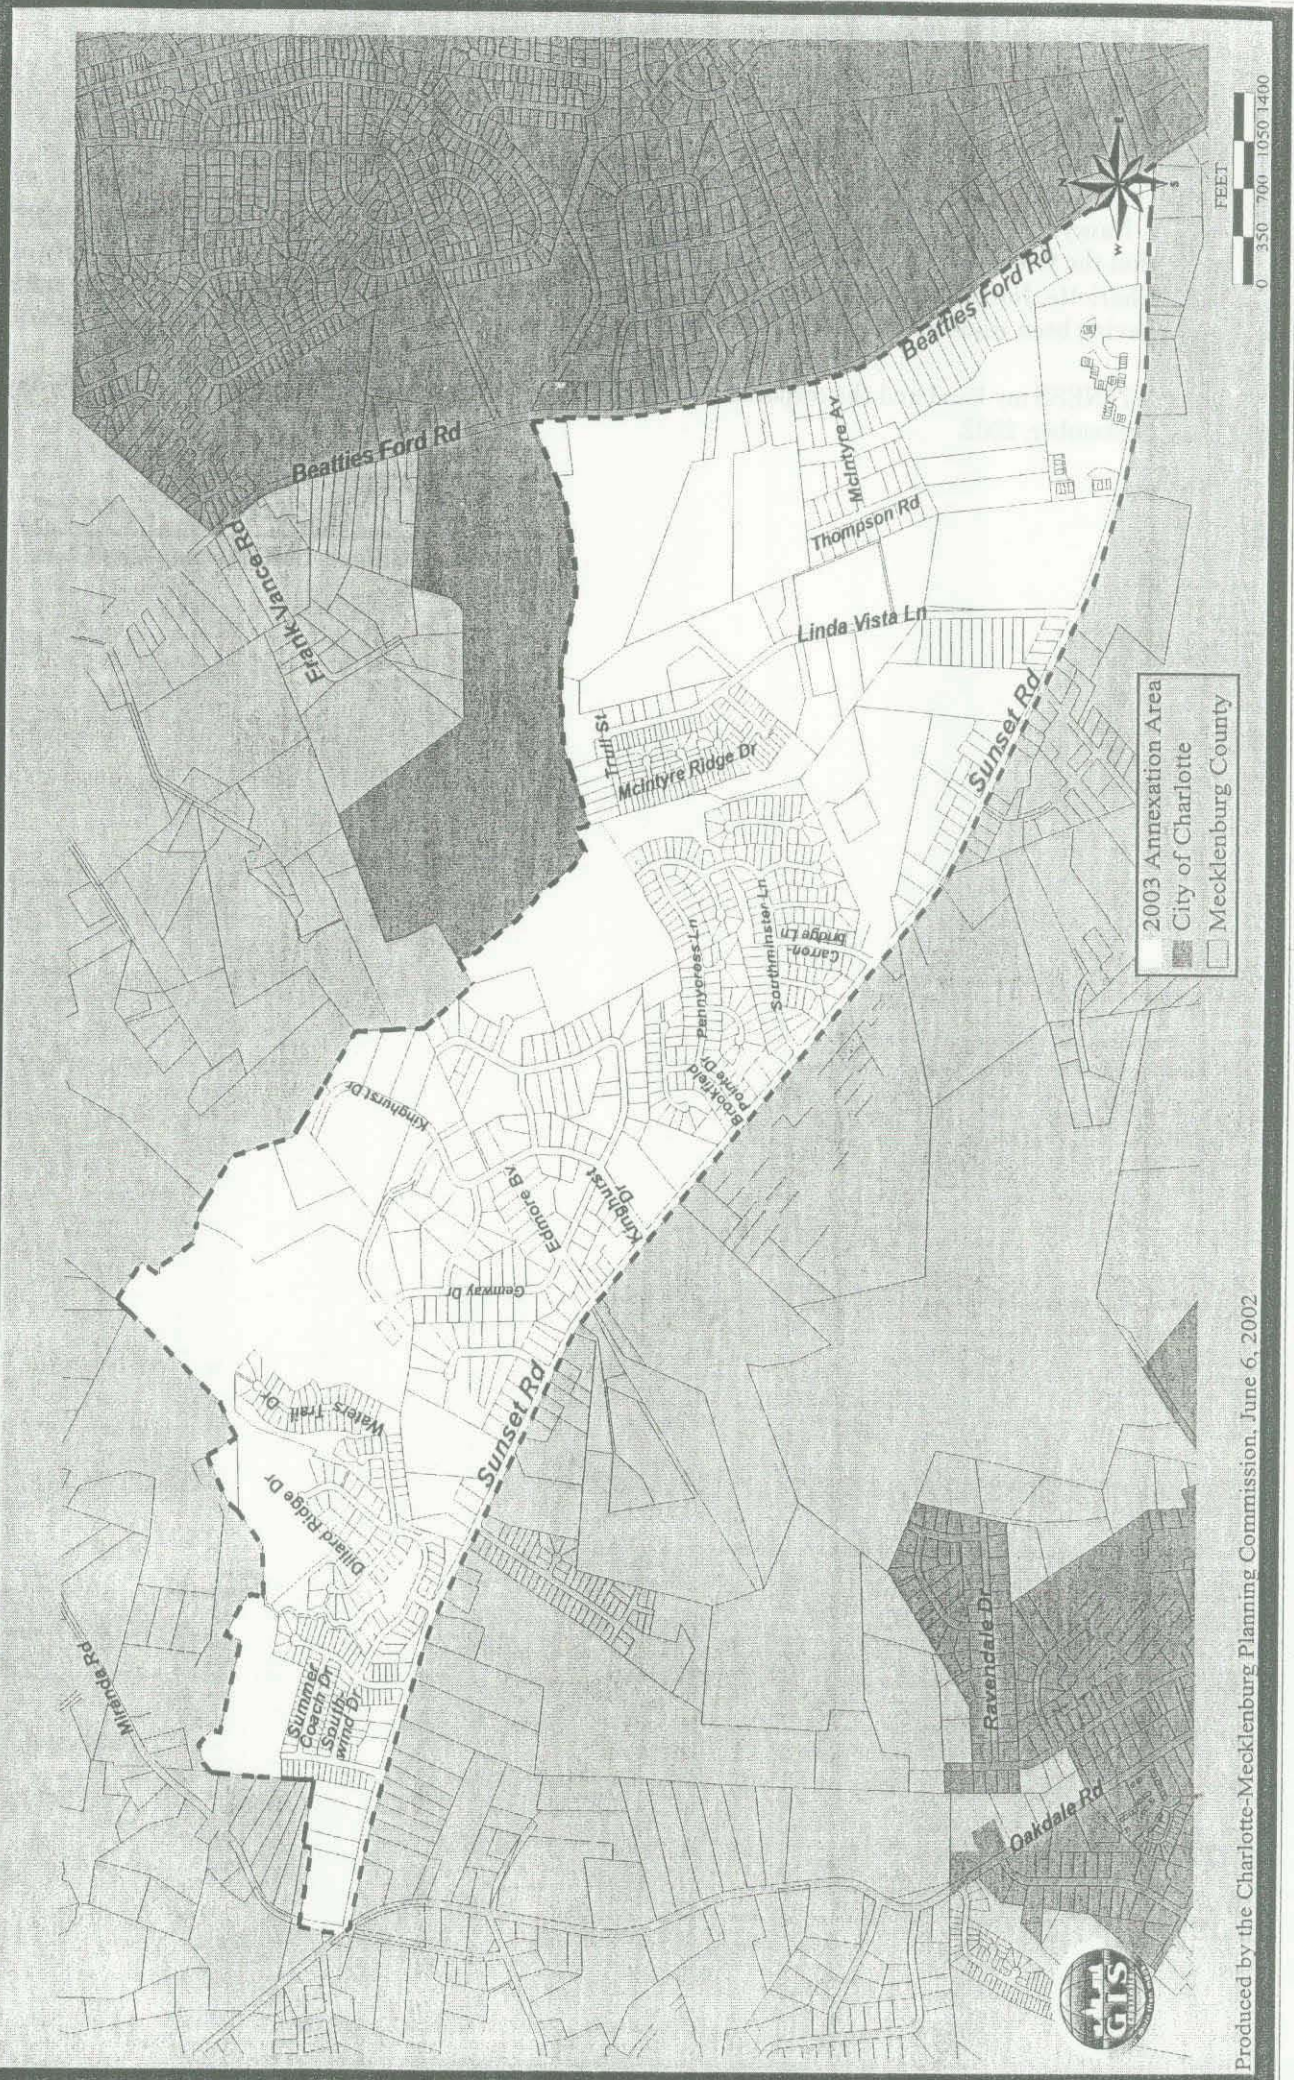 Miranda Rd
Frank Vance Rd
Beatties Ford Rd
Summer
Coach Dr
South-
wind Dr
Dillard Ridge Dr
Waters Trail Dr
Sunset Rd
Gemway Dr
Edmore Bv
Kinghurst
Dr
Kinghurst Dr
Brookfield
Pointe Dr
Pennycross Ln
Southminster Ln
Carron-
bridge Ln
McIntyre Ridge Dr
Trull St
Linda Vista Ln
Thompson Rd
McIntyre Av
Beatties Ford Rd
Sunset Rd
Ravendale Dr
Oakdale Rd
GIS
2003 Annexation Area
City of Charlotte
Mecklenburg County
N
E
S
W
FEET
0 350 700 1050 1400
Produced by the Charlotte-Mecklenburg Planning Commission, June 6, 2002